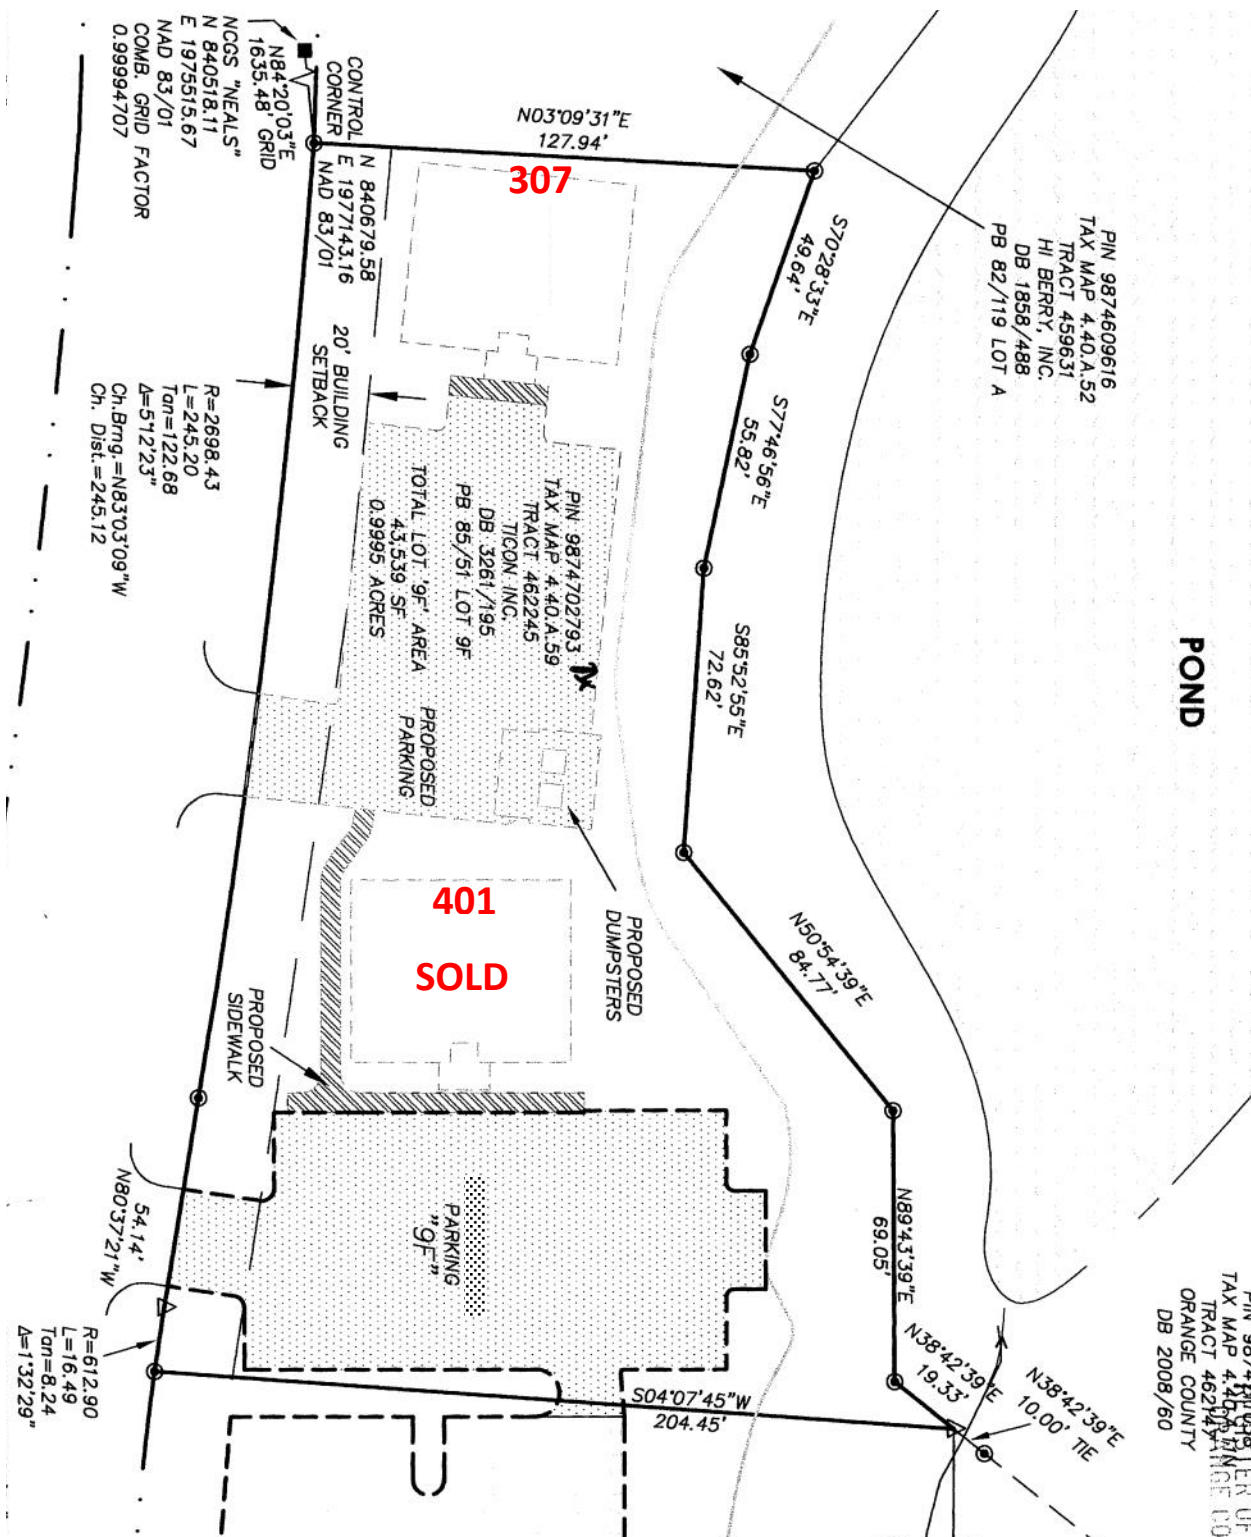 POND
PIN 9874609616
TAX MAP 4.40.A.52
TRACT 459631
HI BERRY, INC.
DB 1858/488
PB 82/119 LOT A
N03°09'31"E
127.94'
307
CONTROL
CORNER
N 840679.58
E 1977143.16
NAD 83/01
N84°20'03"E
1635.48' GRID
NCGS "NEALS"
N 840518.11
E 1975515.67
NAD 83/01
COMB. GRID FACTOR
0.99994707
S70°28'33"E
49.64'
S77°46'56"E
55.82'
S85°52'55"E
72.62'
N50°54'39"E
84.77'
N89°43'39"E
69.05'
N38°42'39"E
19.33'
N38°42'39"E
10.00' TIE
20' BUILDING
SETBACK
R=2698.43
L=245.20
Tan=122.68
Δ=5°12'23"
Ch.Brng.=N83°03'09"W
Ch. Dist.=245.12
PIN 9874702793
TAX MAP 4.40.A.59
TRACT 462245
TICON INC.
DB 3261/195
PB 85/51 LOT 9F
TOTAL LOT '9F' AREA
43,539 SF
0.9995 ACRES
PROPOSED
PARKING
PROPOSED
DUMPSTERS
401
SOLD
PROPOSED
SIDEWALK
PARKING
"9F"
54.14'
N80°37'21"W
R=612.90
L=16.49
Tan=8.24
Δ=1°32'29"
S04°07'45"W
204.45'
TAX MAP
TRACT
ORANGE COUNTY
DB 2008/60